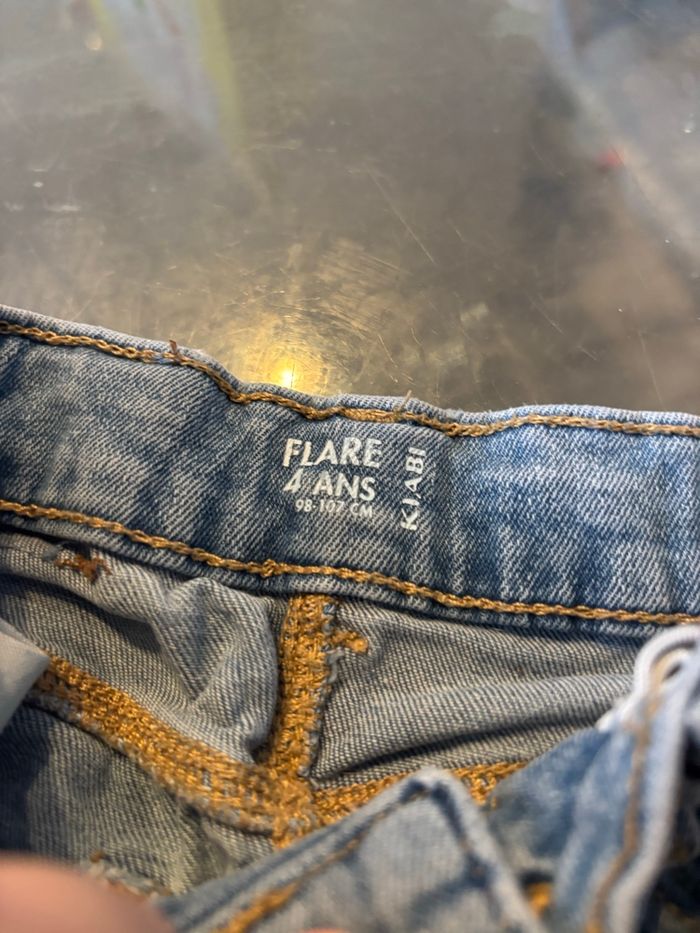 FLARE
4 ANS
98-107 CM
KIABI